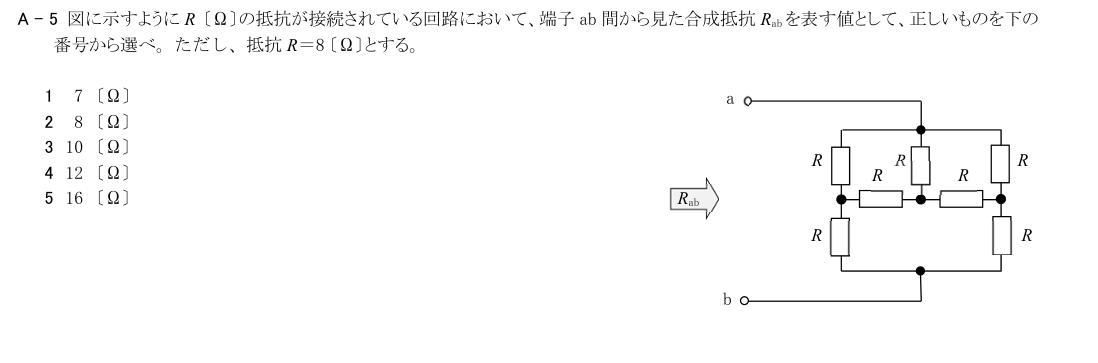 A－5 図に示すように R〔Ω〕の抵抗が接続されている回路において、端子 ab 間から見た合成抵抗 Rabを表す値として、正しいものを下の
番号から選べ。ただし、抵抗 R＝8〔Ω〕とする。
1 7〔Ω〕
2 8〔Ω〕
3 10〔Ω〕
4 12〔Ω〕
5 16〔Ω〕
a
R R R
R R
Rab
R R
b